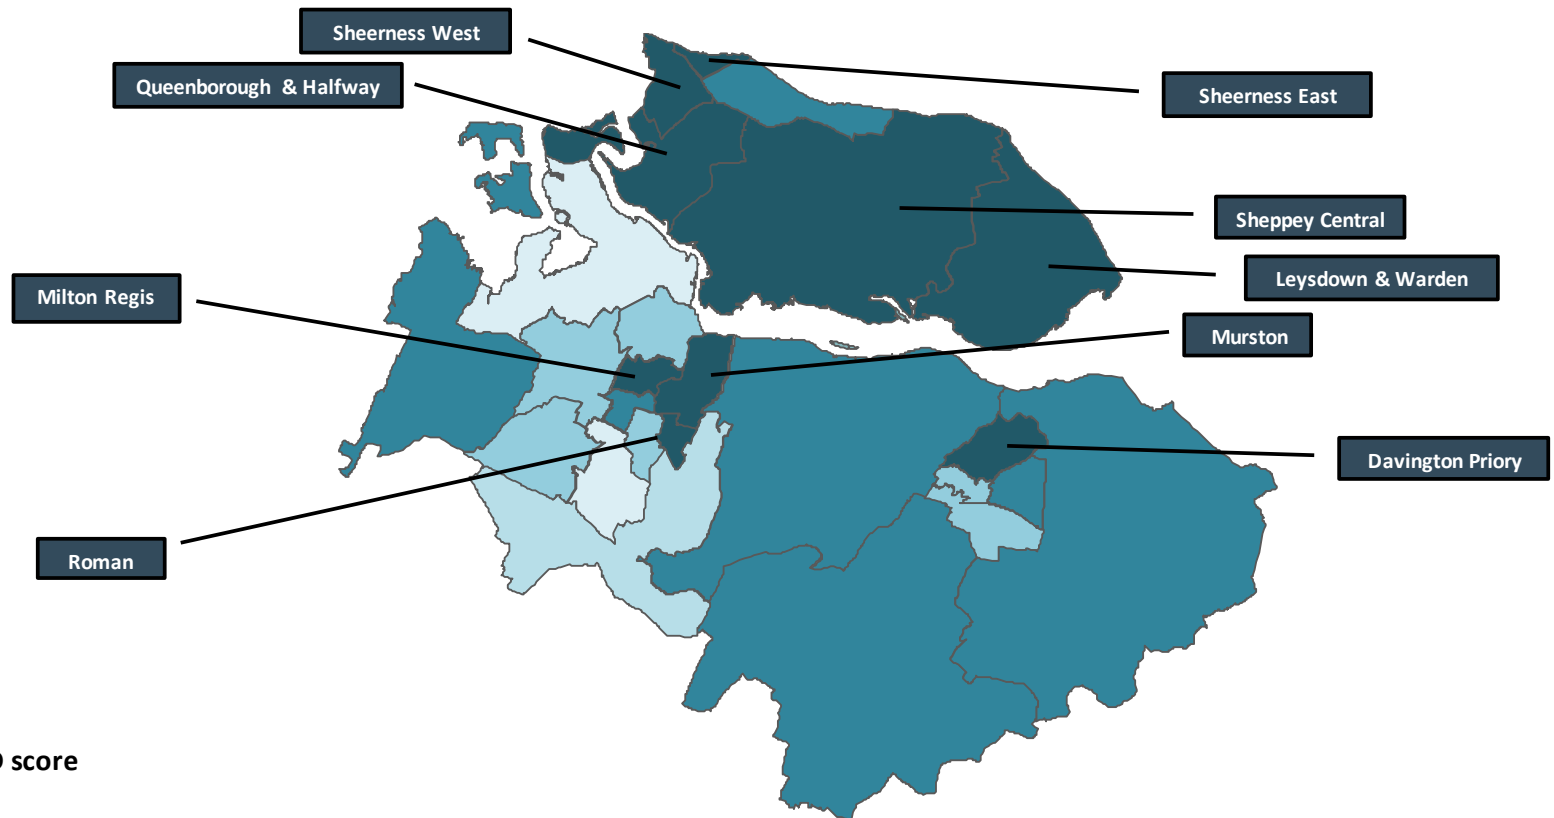 Sheerness West
Queenborough & Halfway
Sheerness East
Sheppey Central
Leysdown & Warden
Milton Regis
Murston
Davington Priory
Roman
score